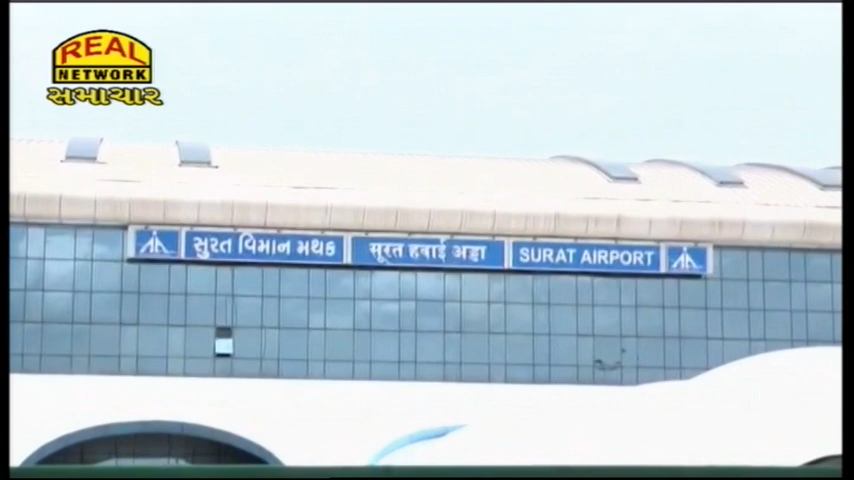 REAL
NETWORK
સમાચાર
સુરત વિમાન મથક
सूरत हवाई अड्डा
SURAT AIRPORT